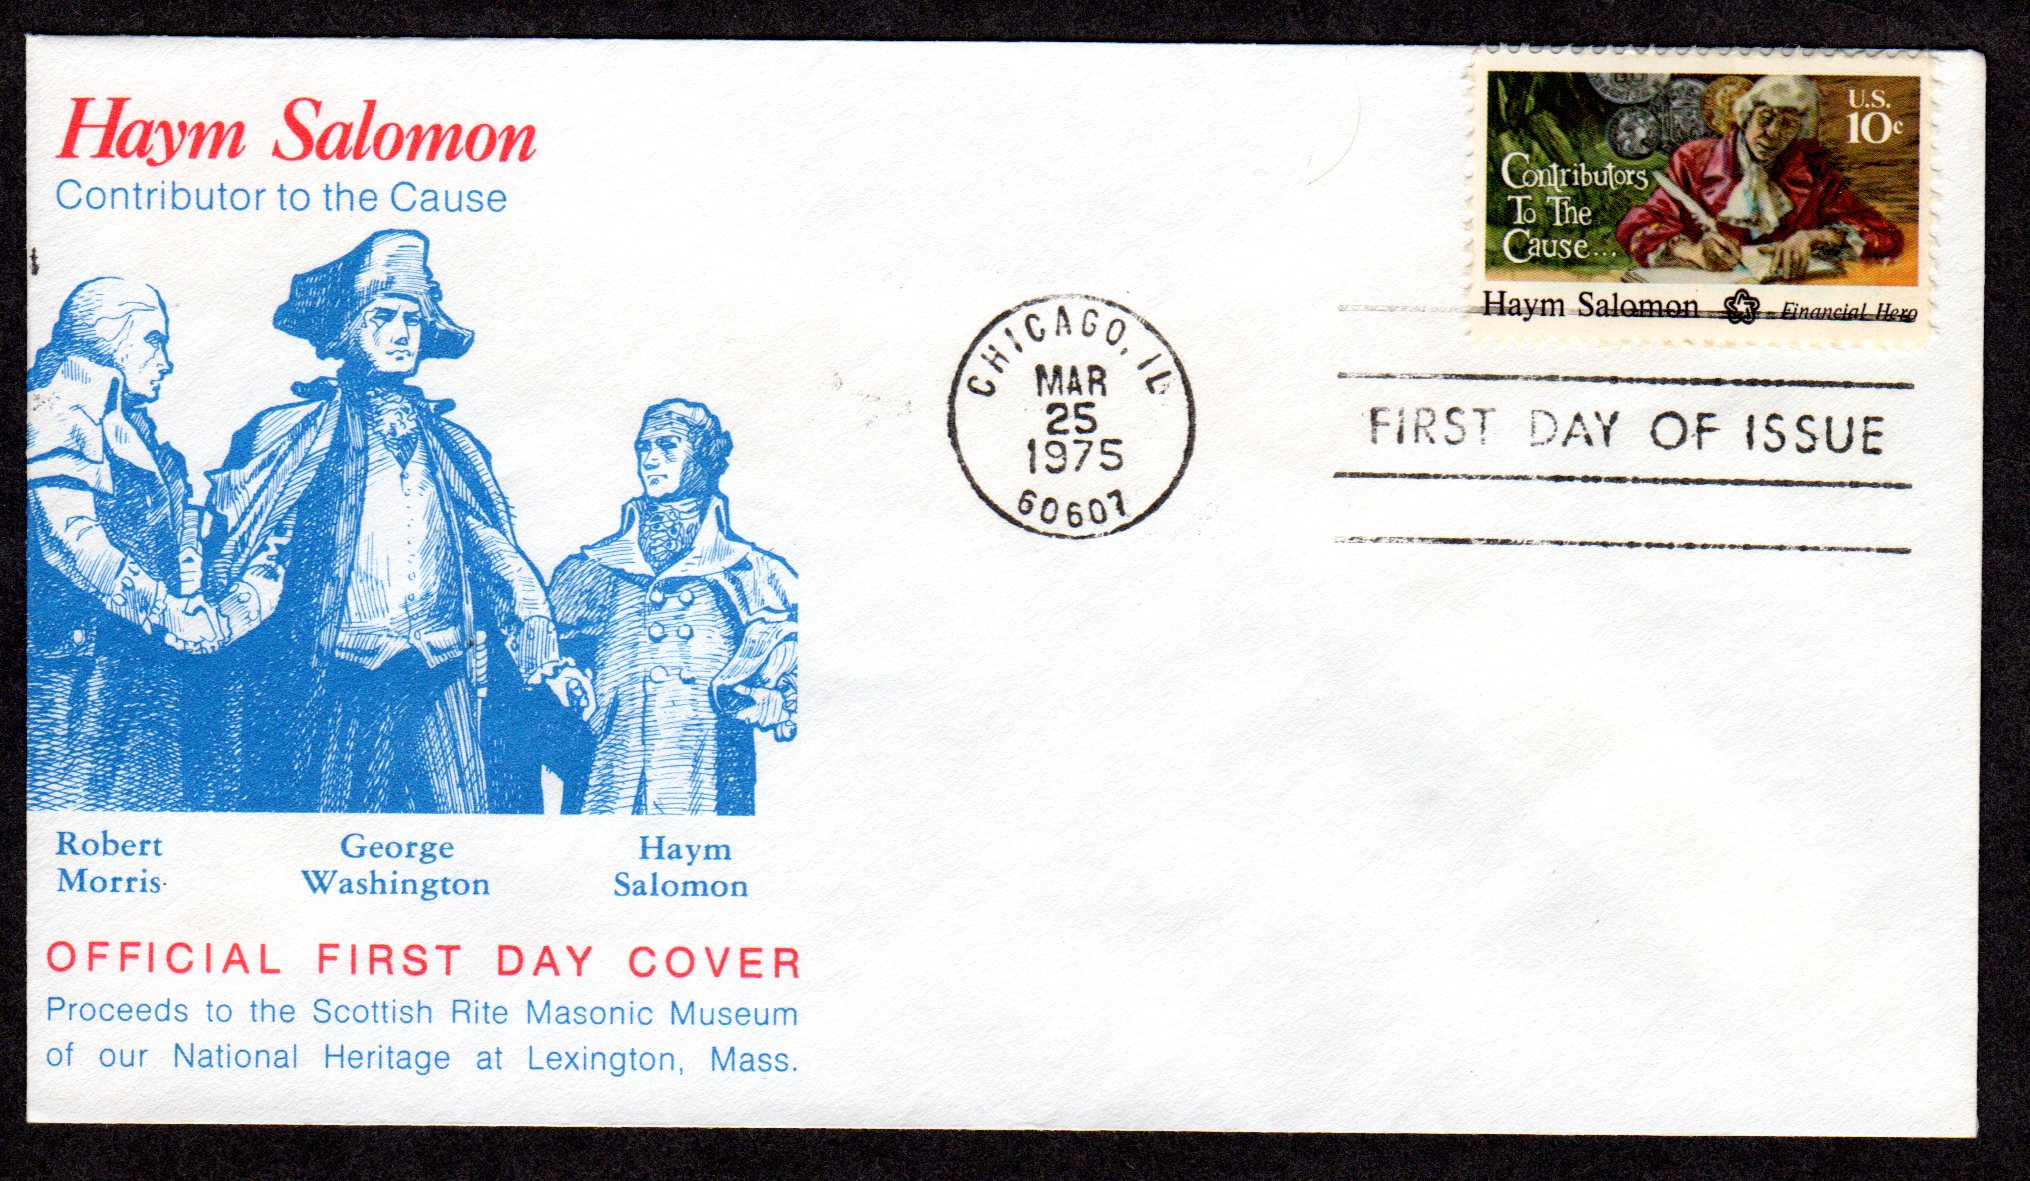 Haym Salomon
Contributor to the Cause
Robert
Morris
George
Washington
Haym
Salomon
OFFICIAL FIRST DAY COVER
Proceeds to the Scottish Rite Masonic Museum
of our National Heritage at Lexington, Mass.
CHICAGO, IL
MAR
25
1975
60607
U.S.
10c
Contributors
To The
Cause...
Haym Salomon Financial Hero
FIRST DAY OF ISSUE